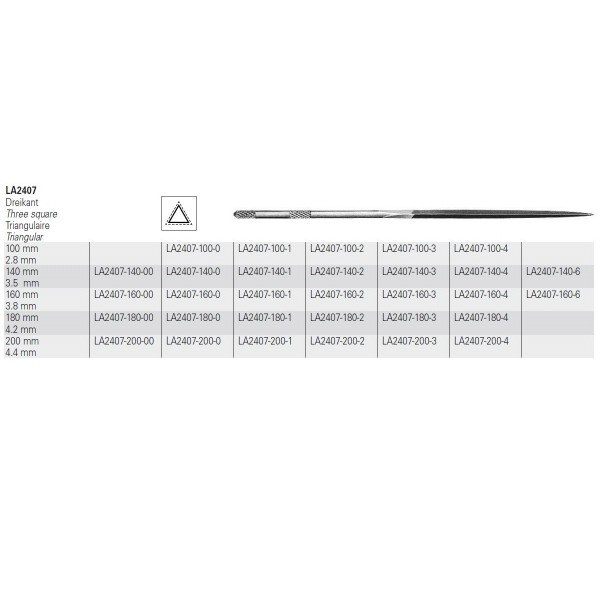 LA2407
Dreikant
Three square
Triangulaire
Triangular
100 mm LA2407-100-0 LA2407-100-1 LA2407-100-2 LA2407-100-3 LA2407-100-4
2.8 mm
140 mm LA2407-140-00 LA2407-140-0 LA2407-140-1 LA2407-140-2 LA2407-140-3 LA2407-140-4 LA2407-140-6
3.5 mm
160 mm LA2407-160-00 LA2407-160-0 LA2407-160-1 LA2407-160-2 LA2407-160-3 LA2407-160-4 LA2407-160-6
3.8 mm
180 mm LA2407-180-00 LA2407-180-0 LA2407-180-1 LA2407-180-2 LA2407-180-3 LA2407-180-4
4.2 mm
200 mm LA2407-200-00 LA2407-200-0 LA2407-200-1 LA2407-200-2 LA2407-200-3 LA2407-200-4
4.4 mm